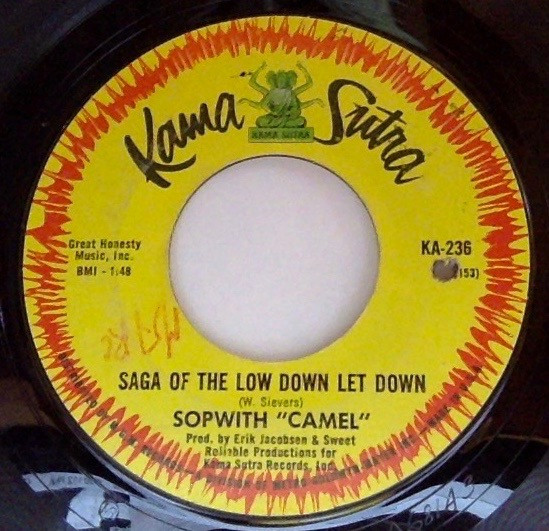 Kama Sutra
KAMA SUTRA
Great Honesty
Music, Inc.
BMI - 1:48
KA-236
153)
SAGA OF THE LOW DOWN LET DOWN
(W. Sievers)
SOPWITH "CAMEL"
Prod. by Erik Jacobsen & Sweet
Reliable Productions for
Kama Sutra Records, Inc.